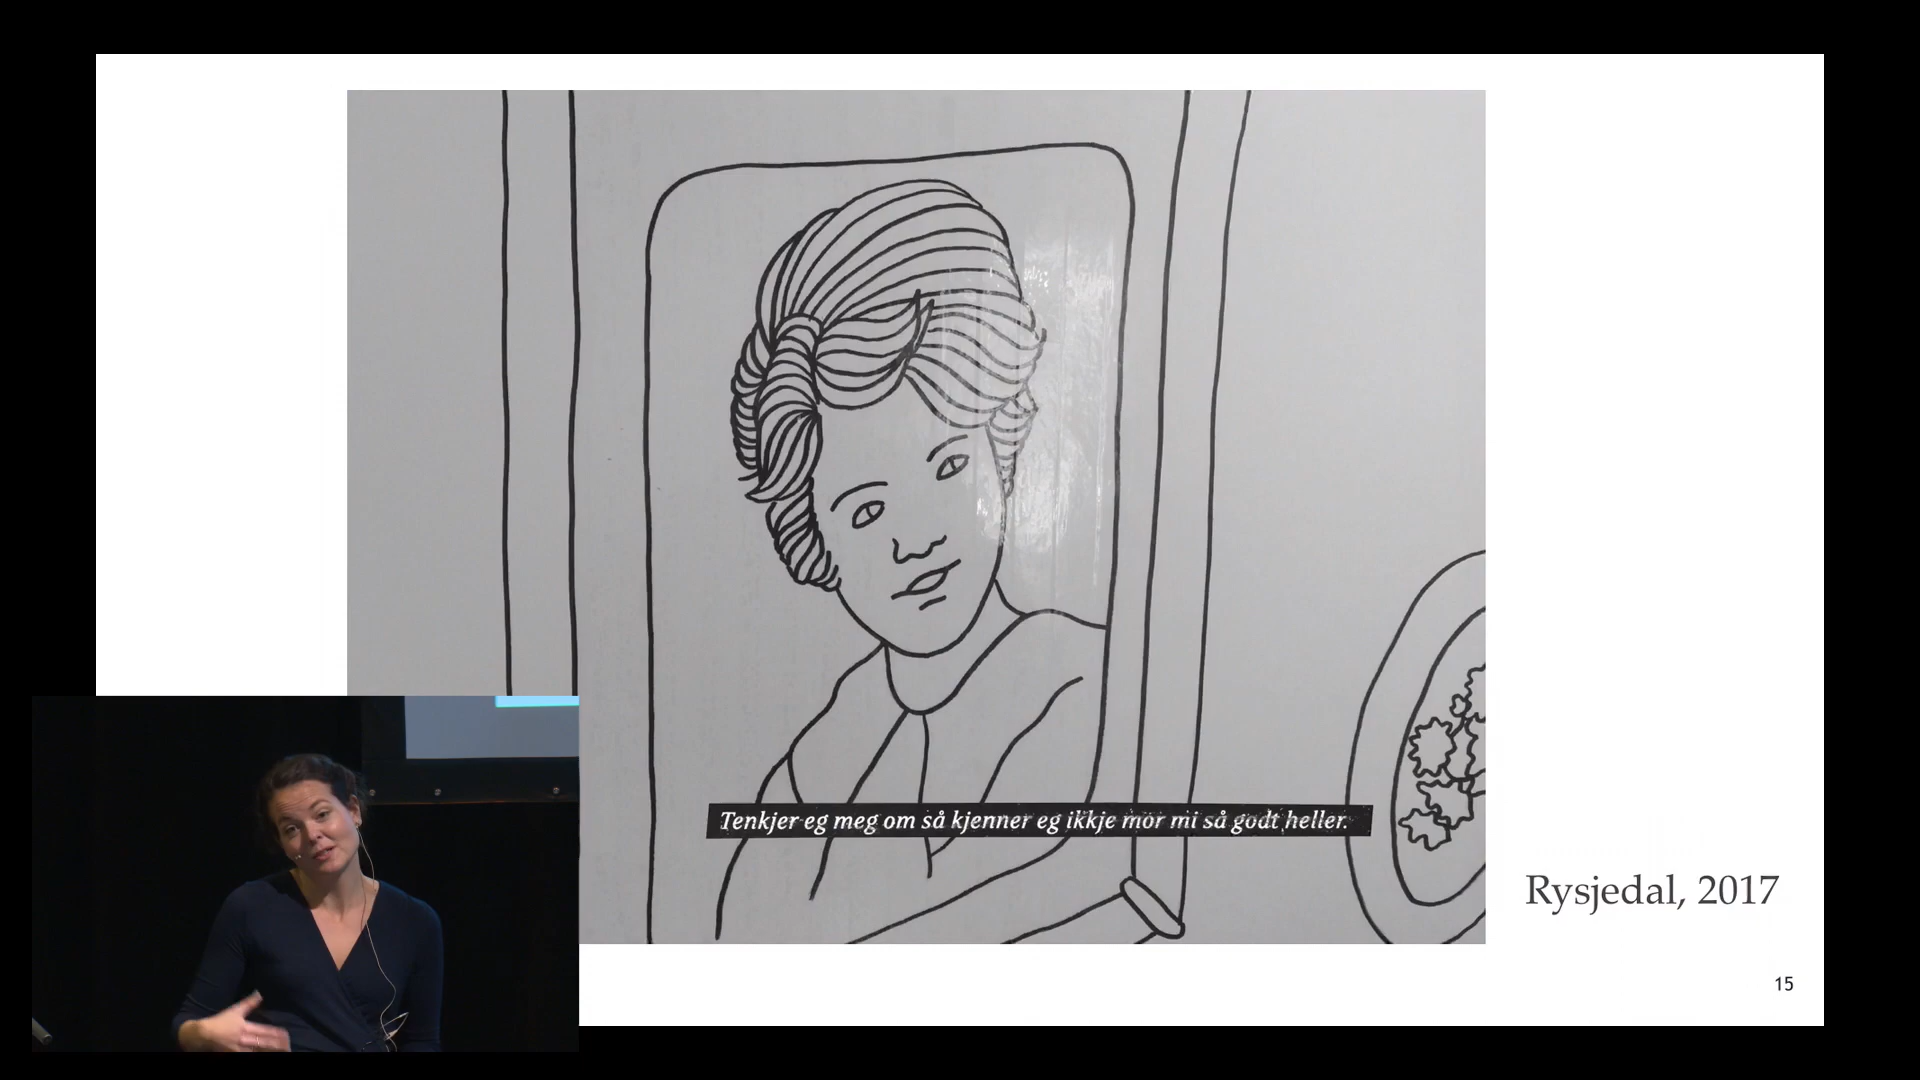 Tenkjer eg meg om så kjenner eg ikkje mor mi så godt heller.
Rysjedal, 2017
15